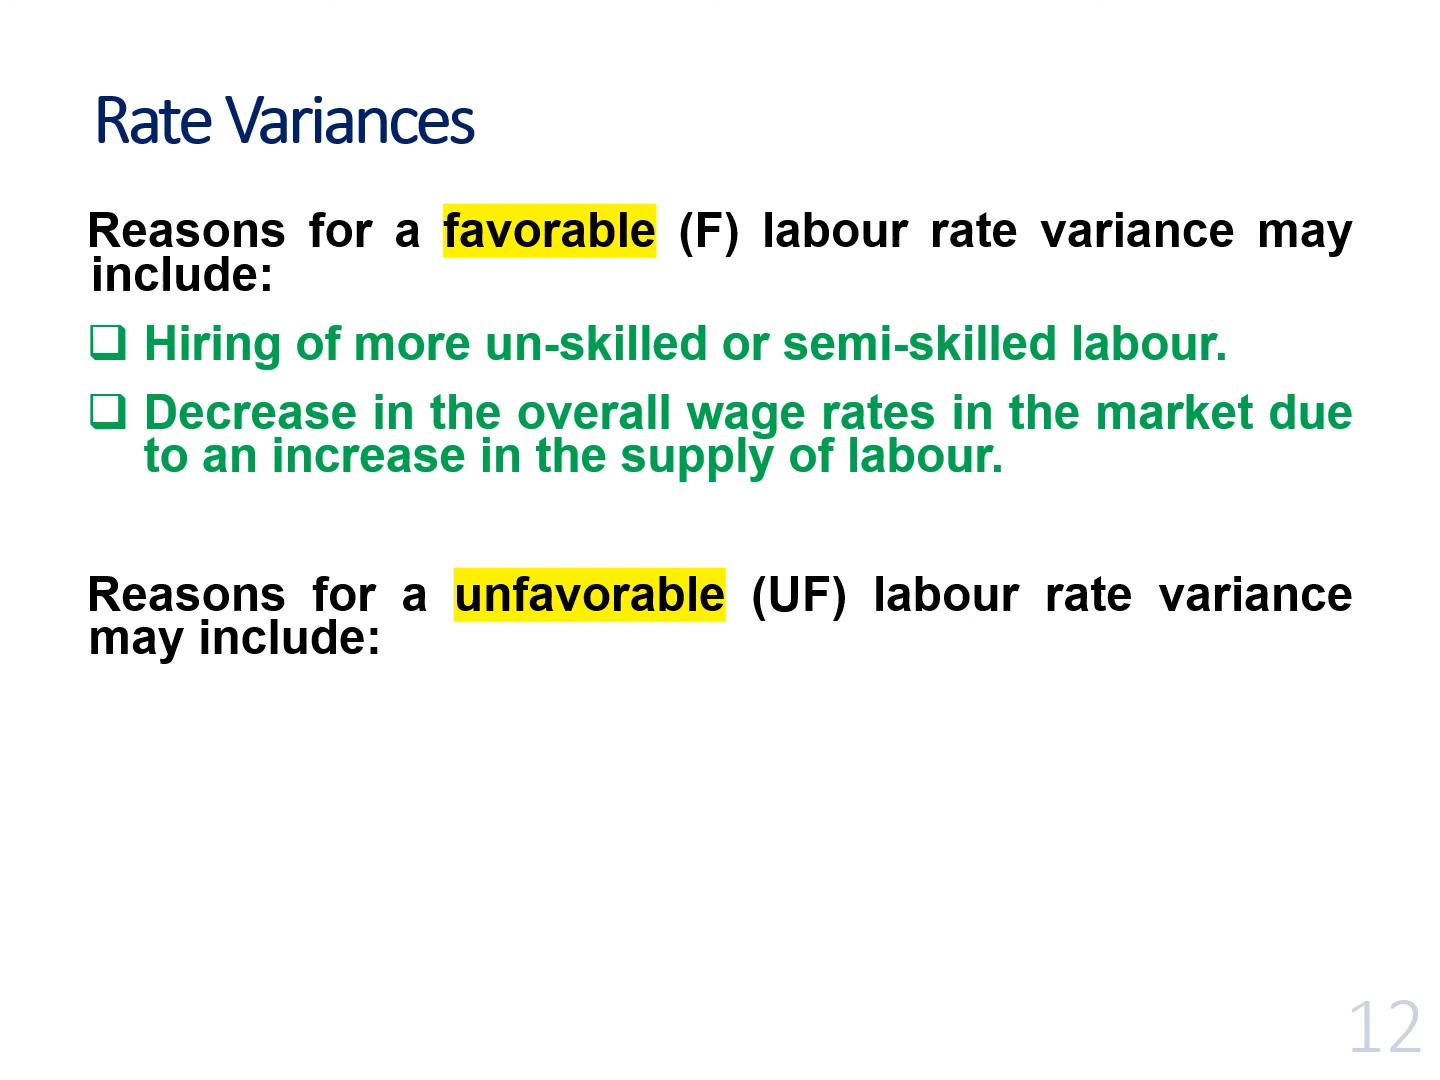 Rate Variances
Reasons for a favorable (F) labour rate variance may
include:
❑ Hiring of more un-skilled or semi-skilled labour.
❑ Decrease in the overall wage rates in the market due
to an increase in the supply of labour.
Reasons for a unfavorable (UF) labour rate variance
may include:
12